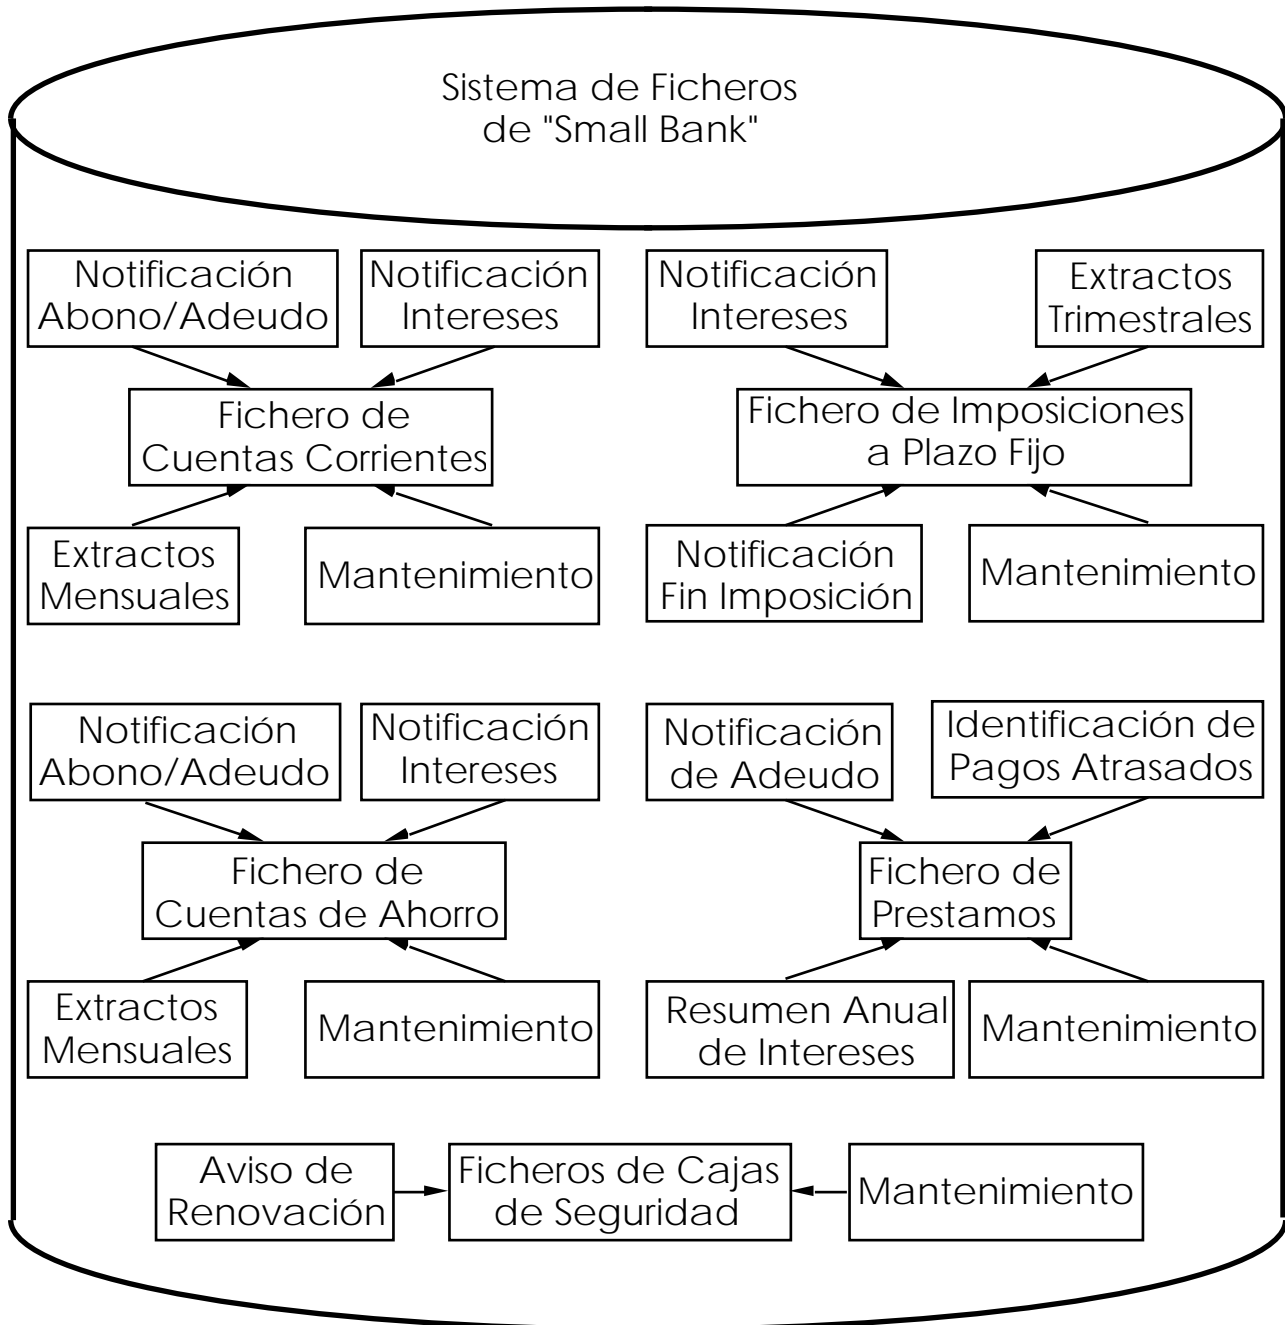 Sistema de Ficheros
de "Small Bank"
Notificación
Abono/Adeudo
Notificación
Intereses
Notificación
Intereses
Extractos
Trimestrales
Fichero de
Cuentas Corrientes
Fichero de Imposiciones
a Plazo Fijo
Extractos
Mensuales
Mantenimiento
Notificación
Fin Imposición
Mantenimiento
Notificación
Abono/Adeudo
Notificación
Intereses
Notificación
de Adeudo
Identificación de
Pagos Atrasados
Fichero de
Cuentas de Ahorro
Fichero de
Prestamos
Extractos
Mensuales
Mantenimiento
Resumen Anual
de Intereses
Mantenimiento
Aviso de
Renovación
Ficheros de Cajas
de Seguridad
Mantenimiento